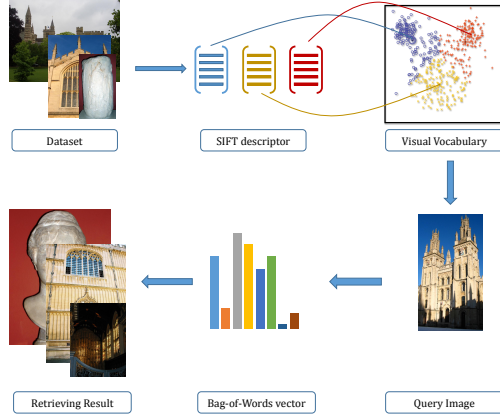 Dataset
SIFT descriptor
Visual Vocabulary
Retrieving Result
Bag-of-Words vector
Query Image